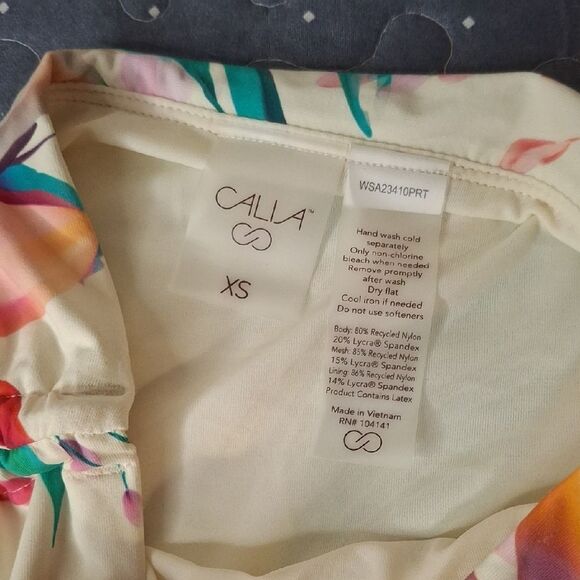 CALIA™
XS
WSA23410PRT
Hand wash cold
separately
Only non-chlorine
bleach when needed
Remove promptly
after wash
Dry flat
Cool iron if needed
Do not use softeners
Body: 80% Recycled Nylon
20% Lycra® Spandex
Mesh: 85% Recycled Nylon
15% Lycra® Spandex
Lining: 86% Recycled Nylon
14% Lycra® Spandex
Product Contains Latex
Made in Vietnam
RN# 104141